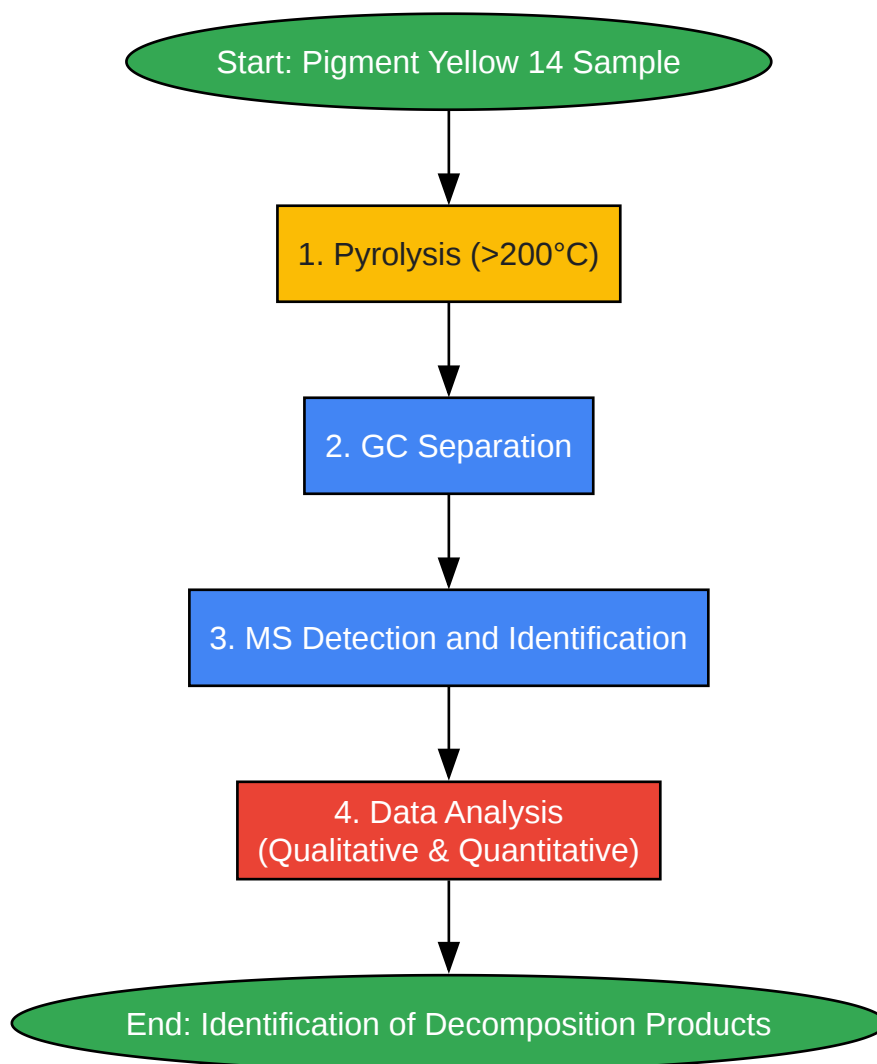 Start: Pigment Yellow 14 Sample
1. Pyrolysis (>200°C)
2. GC Separation
3. MS Detection and Identification
4. Data Analysis
(Qualitative & Quantitative)
End: Identification of Decomposition Products